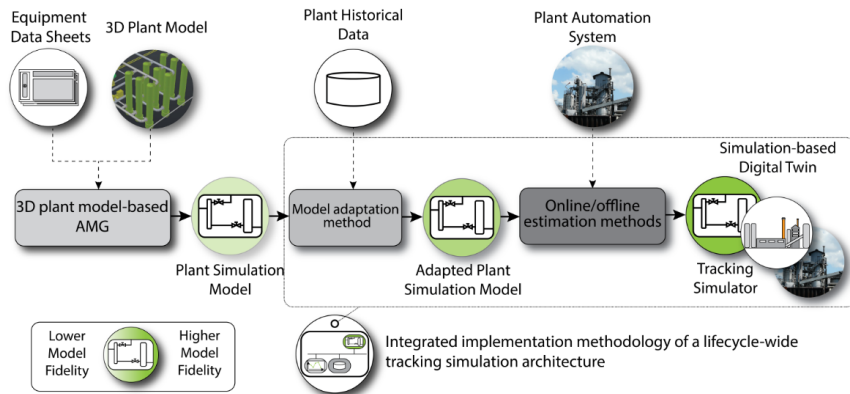 Equipment
Data Sheets
3D Plant Model
Plant Historical
Data
Plant Automation
System
Simulation-based
Digital Twin
3D plant model-based
AMG
Plant Simulation
Model
Model adaptation
method
Adapted Plant
Simulation Model
Online/offline
estimation methods
Tracking
Simulator
Lower
Model
Fidelity
Higher
Model
Fidelity
Integrated implementation methodology of a lifecycle-wide
tracking simulation architecture